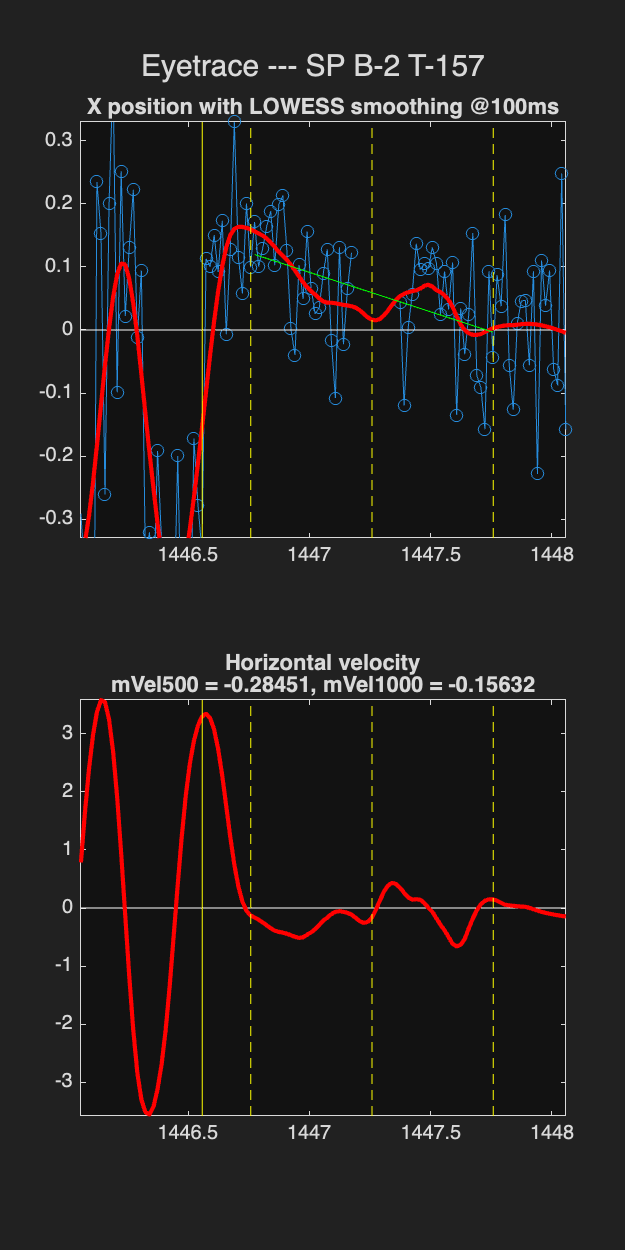 Eyetrace --- SP B-2 T-157
X position with LOWESS smoothing @100ms
0.3
0.2
0.1
0
-0.1
-0.2
-0.3
1446.5 1447 1447.5 1448
Horizontal velocity
mVel500 = -0.28451, mVel1000 = -0.15632
3
2
1
0
-1
-2
-3
1446.5 1447 1447.5 1448